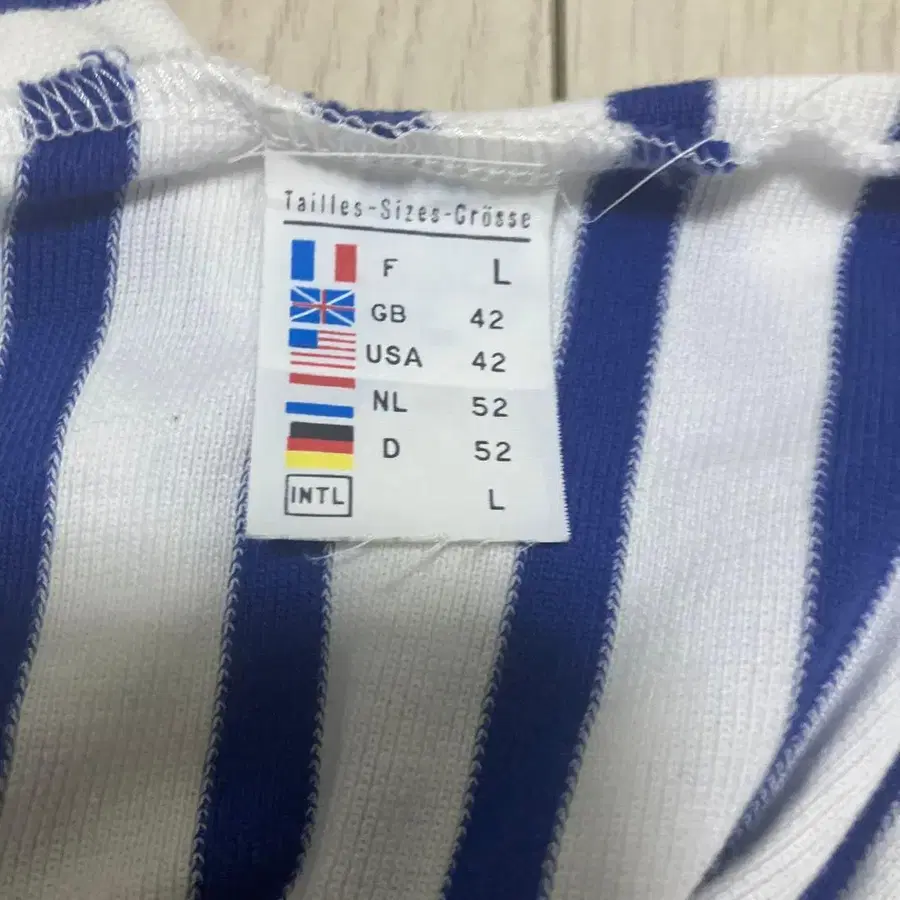 Tailles-Sizes-Grösse
F L
GB 42
USA 42
NL 52
D 52
INTL L